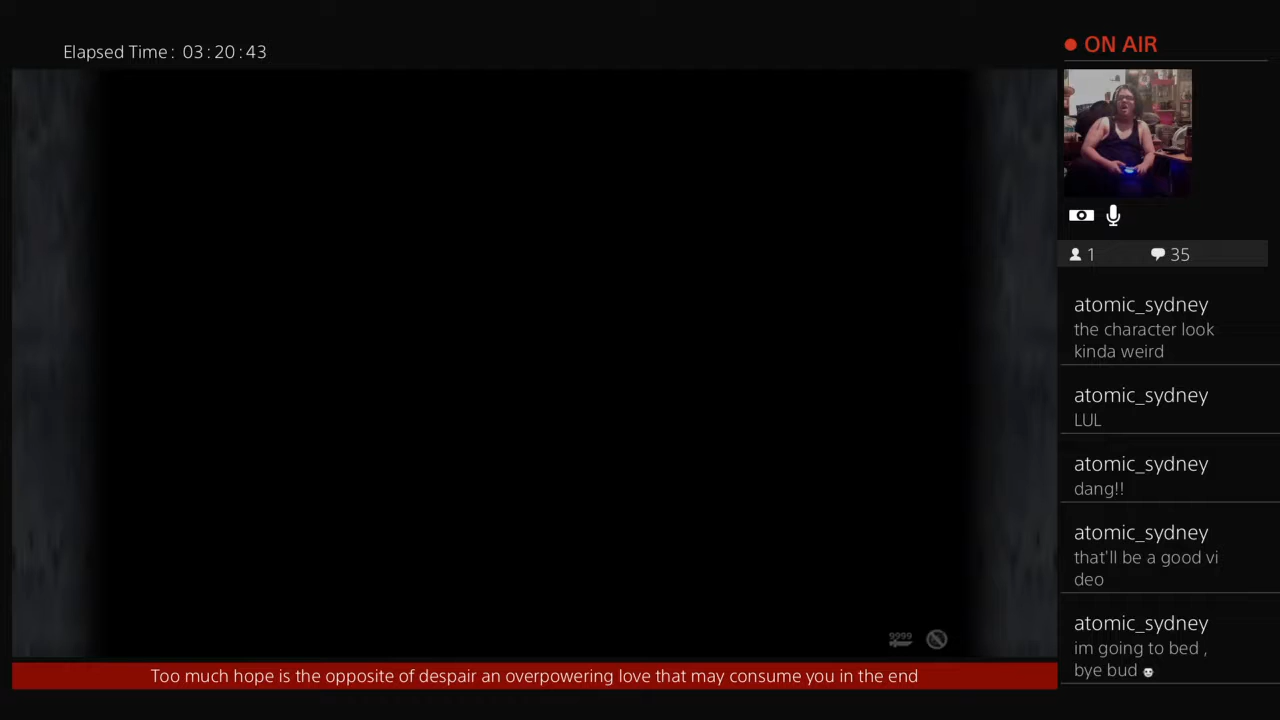 Elapsed Time: 03:20:43
ON AIR
1 35
atomic_sydney
the character look
kinda weird
atomic_sydney
LUL
atomic_sydney
dang!!
atomic_sydney
that'll be a good vi
deo
atomic_sydney
im going to bed ,
bye bud
9999
Too much hope is the opposite of despair an overpowering love that may consume you in the end